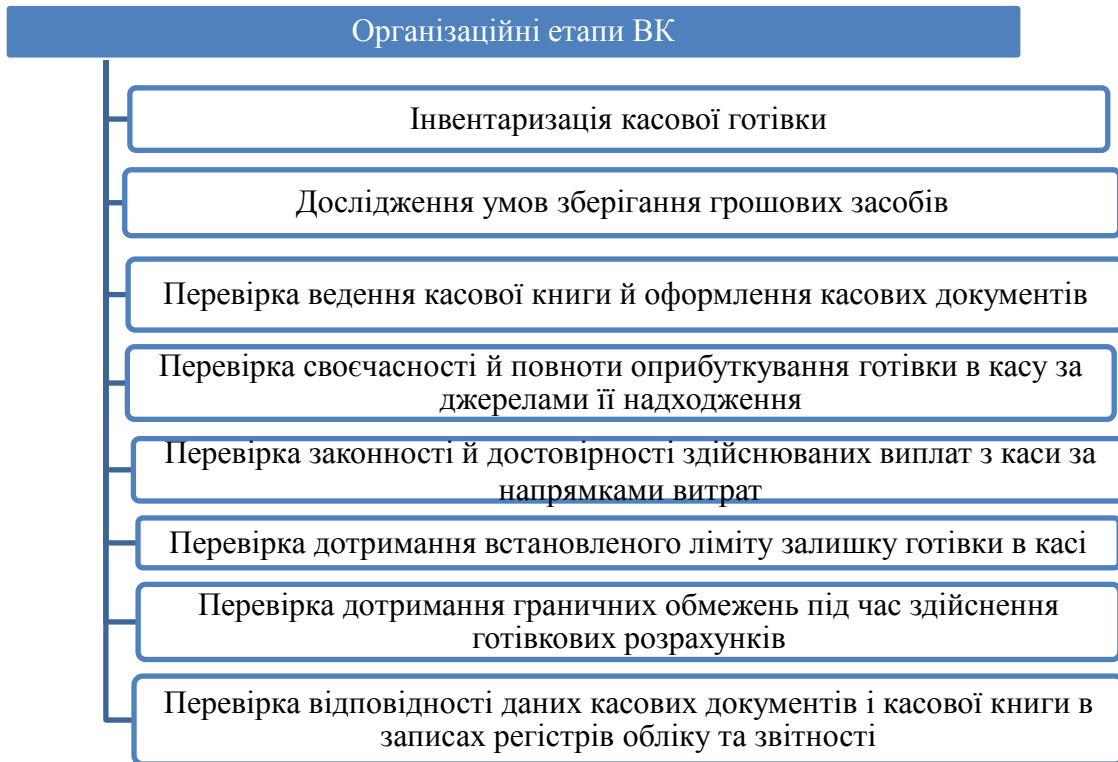 Організаційні етапи ВК
Інвентаризація касової готівки
Дослідження умов зберігання грошових засобів
Перевірка ведення касової книги й оформлення касових документів
Перевірка своєчасності й повноти оприбуткування готівки в касу за
джерелами її надходження
Перевірка законності й достовірності здійснюваних виплат з каси за
напрямками витрат
Перевірка дотримання встановленого ліміту залишку готівки в касі
Перевірка дотримання граничних обмежень під час здійснення
готівкових розрахунків
Перевірка відповідності даних касових документів і касової книги в
записах регістрів обліку та звітності